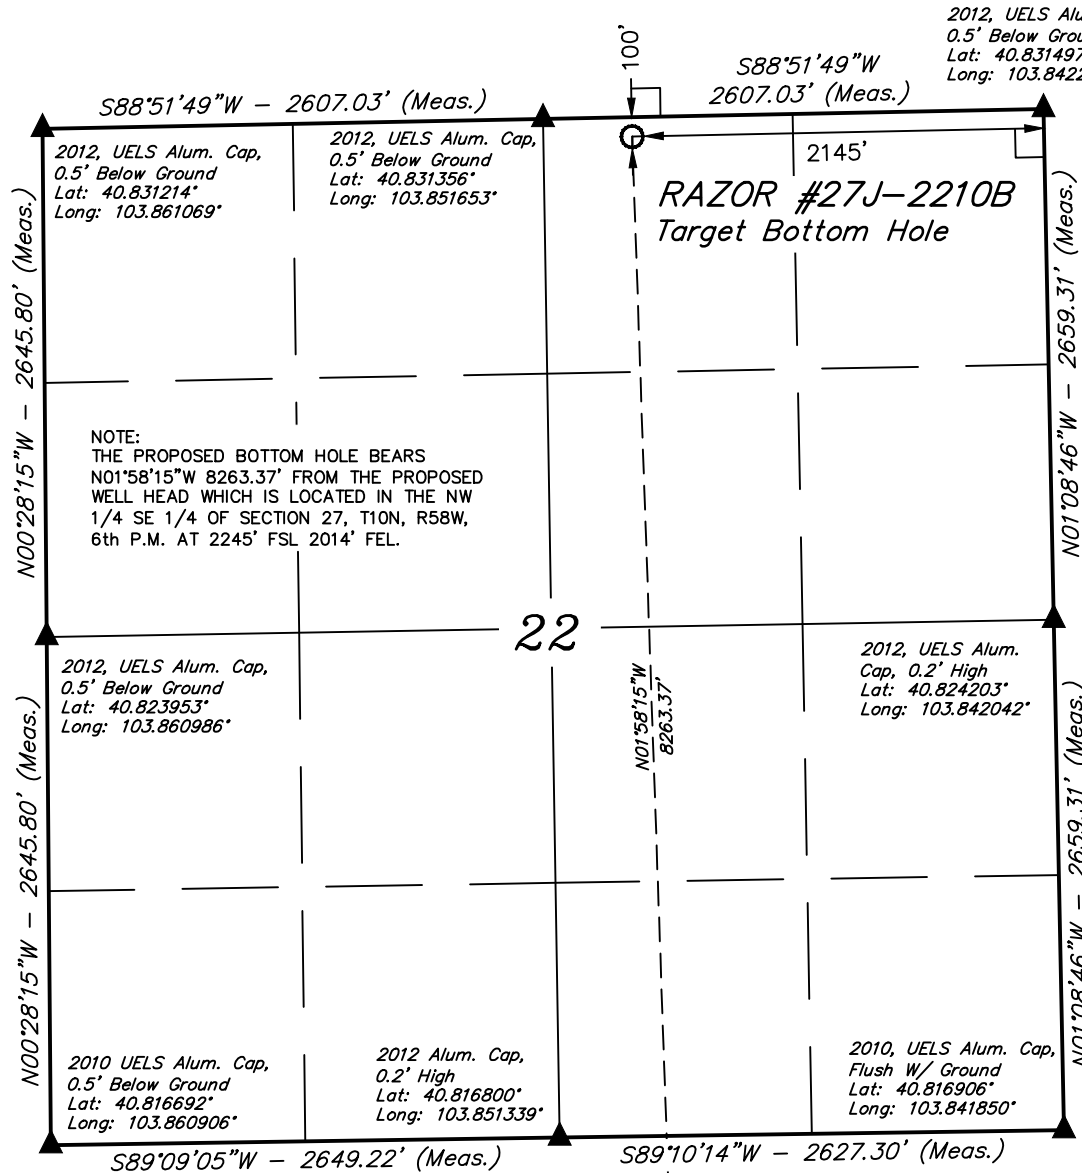 2012, UELS
0.5' Below
Lat: 40.831497
Long:
100'
S88°51'49"W – 2607.03' (Meas.)
S88°51'49"W
2607.03' (Meas.)
2012, UELS Alum. Cap,
0.5' Below Ground
Lat: 40.831214°
Long: 103.861069°
2012, UELS Alum. Cap,
0.5' Below Ground
Lat: 40.831356°
Long: 103.851653°
2145'
RAZOR #27J–2210B
Target Bottom Hole
N00°28'15"W – 2645.80' (Meas.)
N01°08'46"W – 2659.31' (Meas.)
NOTE:
THE PROPOSED BOTTOM HOLE BEARS
N01°58'15"W 8263.37' FROM THE PROPOSED
WELL HEAD WHICH IS LOCATED IN THE NW
1/4 SE 1/4 OF SECTION 27, T10N, R58W,
6th P.M. AT 2245' FSL 2014' FEL.
22
2012, UELS Alum. Cap,
0.5' Below Ground
Lat: 40.823953°
Long: 103.860986°
N01°58'15"W
8263.37'
2012, UELS Alum.
Cap, 0.2' High
Lat: 40.824203°
Long: 103.842042°
N00°28'15"W – 2645.80' (Meas.)
N01°08'46"W – 2659.31' (Meas.)
2010 UELS Alum. Cap,
0.5' Below Ground
Lat: 40.816692°
Long: 103.860906°
2012 Alum. Cap,
0.2' High
Lat: 40.816800°
Long: 103.851339°
2010, UELS Alum. Cap,
Flush W/ Ground
Lat: 40.816906°
Long: 103.841850°
S89°09'05"W – 2649.22' (Meas.)
S89°10'14"W – 2627.30' (Meas.)